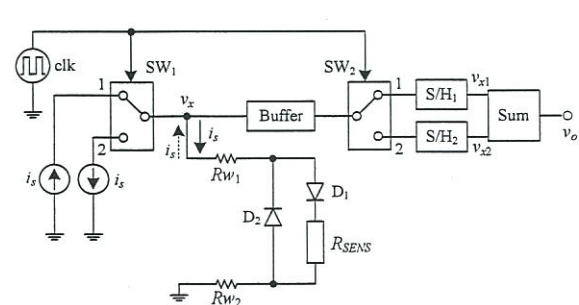 clk
SW1
SW2
1
2
vx
Buffer
1
2
S/H1
S/H2
vx1
vx2
Sum
vo
is
is
is
is
Rw1
D1
D2
RSENS
Rw2